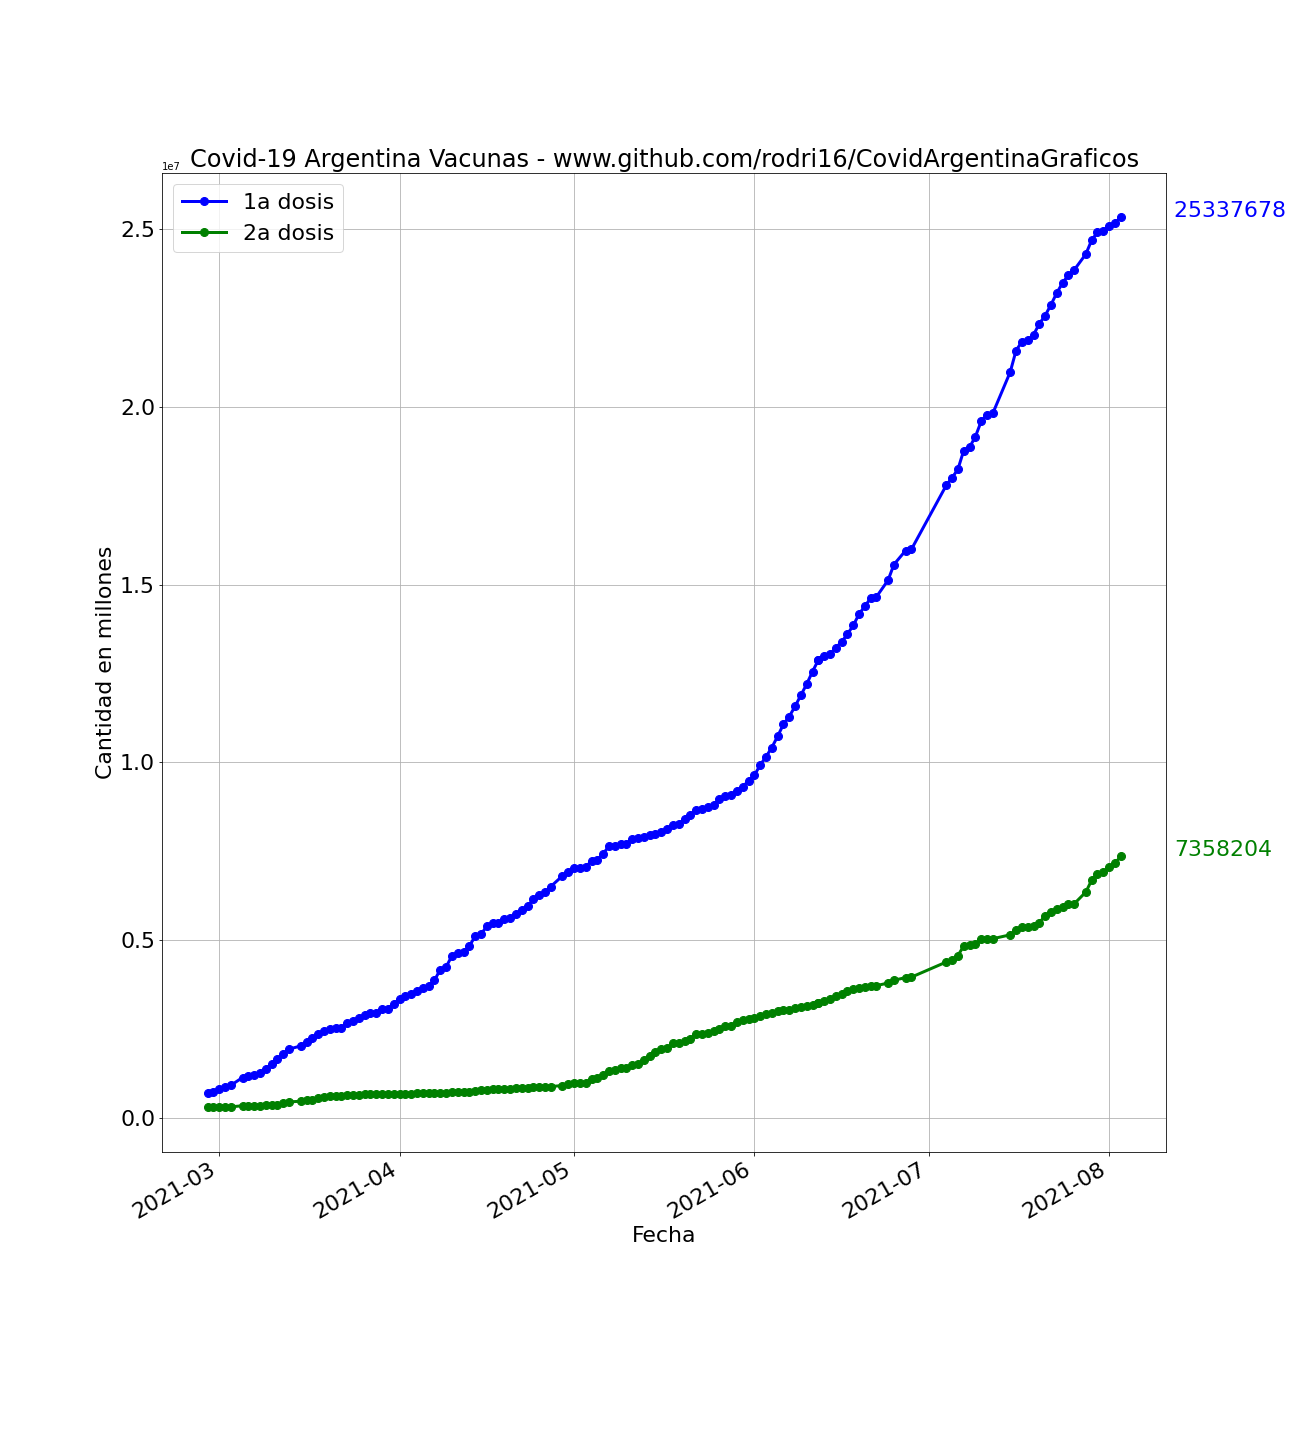 Covid-19 Argentina Vacunas - www.github.com/rodri16/CovidArgentinaGraficos
1e7
1a dosis
2a dosis
25337678
7358204
2.5
2.0
1.5
1.0
0.5
0.0
Cantidad en millones
2021-03
2021-04
2021-05
2021-06
2021-07
2021-08
Fecha